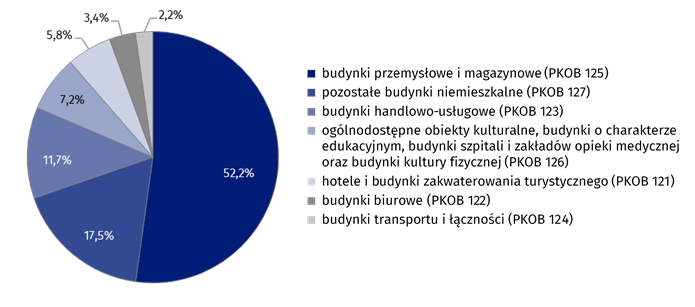 2,2%
3,4%
5,8%
7,2%
11,7%
17,5%
52,2%
budynki przemysłowe i magazynowe (PKOB 125)
pozostałe budynki niemieszkalne (PKOB 127)
budynki handlowo-usługowe (PKOB 123)
ogólnodostępne obiekty kulturalne, budynki o charakterze
edukacyjnym, budynki szpitali i zakładów opieki medycznej
oraz budynki kultury fizycznej (PKOB 126)
hotele i budynki zakwaterowania turystycznego (PKOB 121)
budynki biurowe (PKOB 122)
budynki transportu i łączności (PKOB 124)